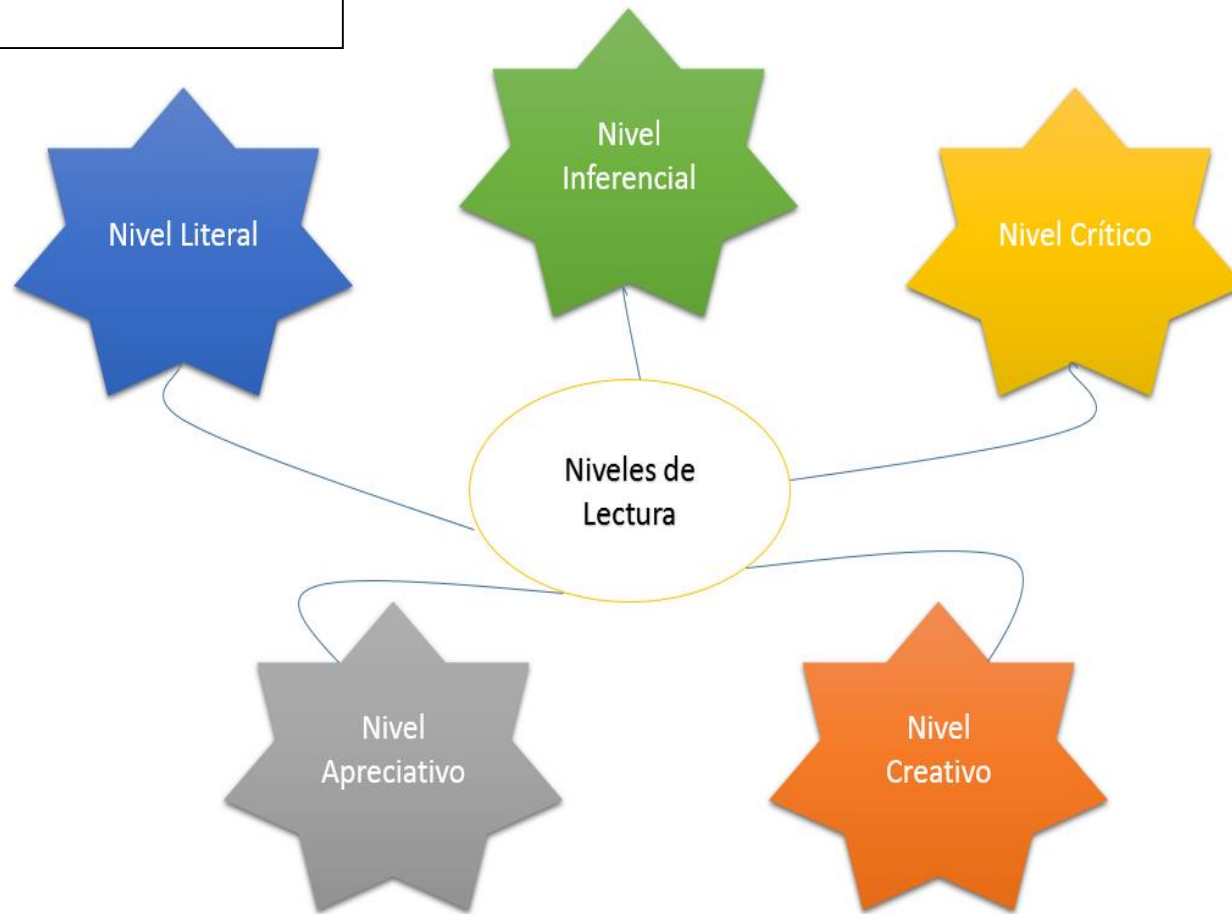 Nivel
Inferencial
Nivel Literal
Nivel Crítico
Niveles de
Lectura
Nivel
Apreciativo
Nivel
Creativo